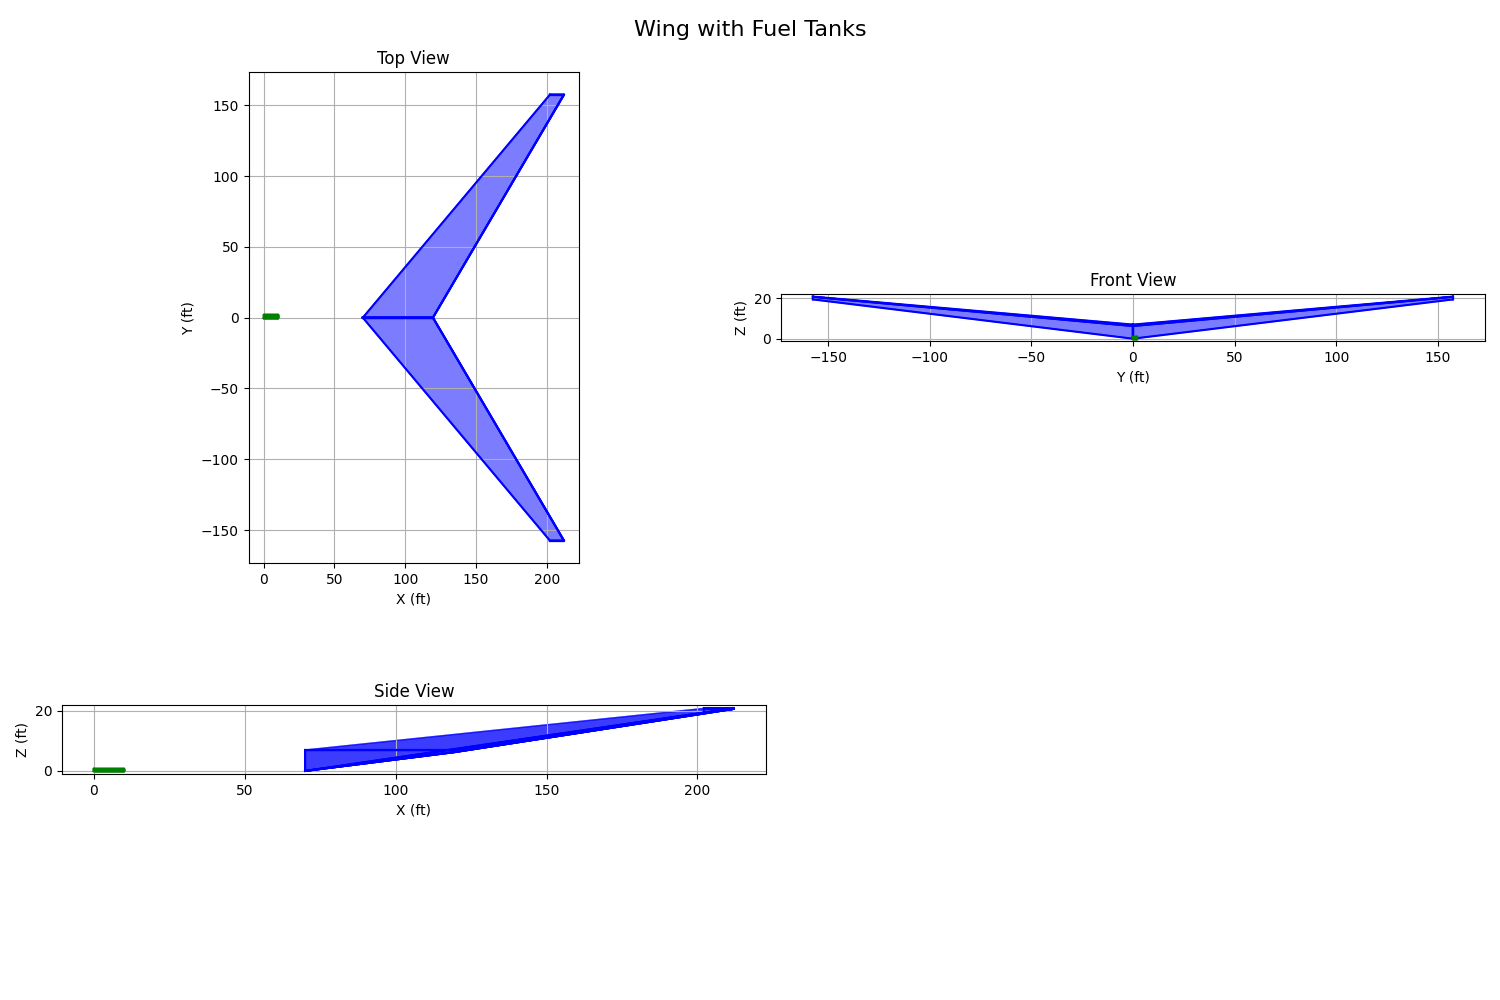 Wing with Fuel Tanks
Top View
150
100
50
0
−50
−100
−150
Y (ft)
0 50 100 150 200
X (ft)
Front View
20
0
Z (ft)
−150 −100 −50 0 50 100 150
Y (ft)
Side View
20
0
Z (ft)
0 50 100 150 200
X (ft)